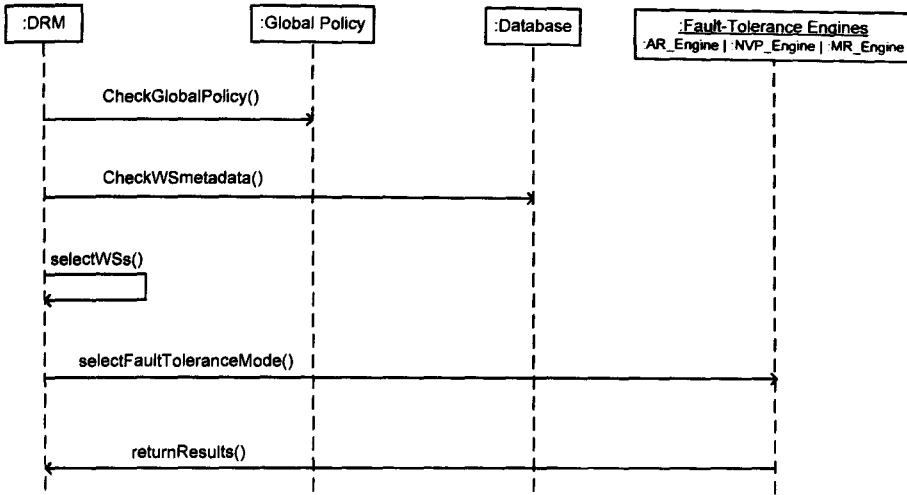 :DRM
:Global Policy
:Database
:Fault-Tolerance Engines
:AR_Engine | :NVP_Engine | :MR_Engine
CheckGlobalPolicy()
CheckWSmetadata()
selectWSs()
selectFaultToleranceMode()
returnResults()